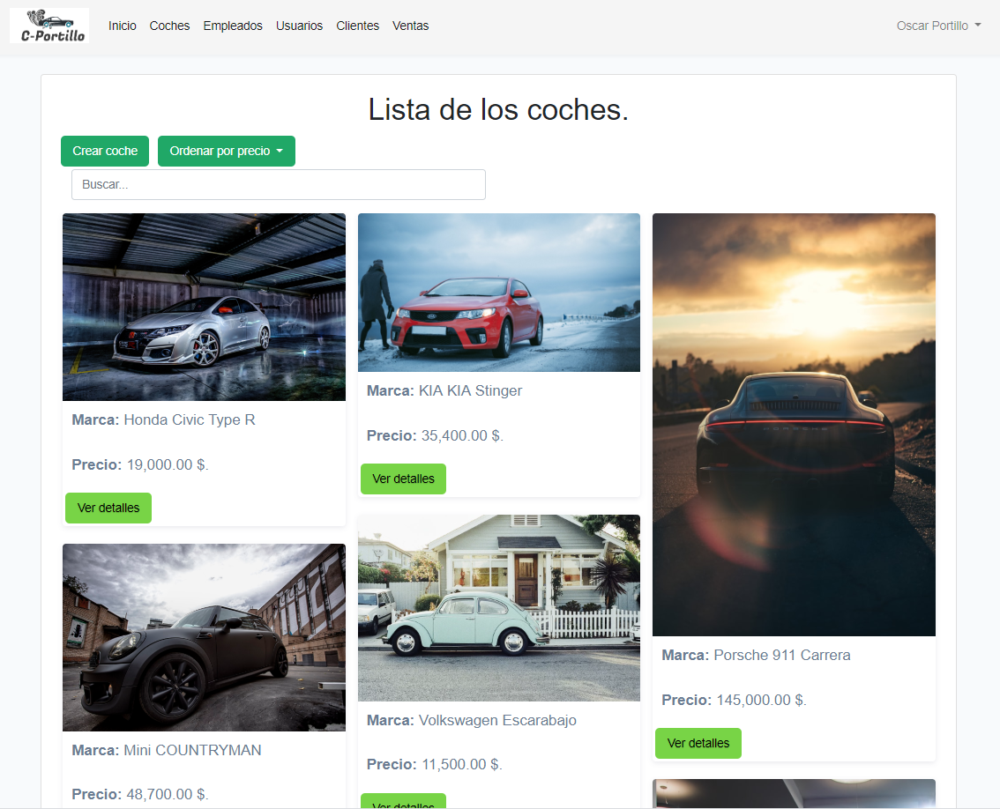 C-Portillo
Inicio Coches Empleados Usuarios Clientes Ventas
Oscar Portillo
Lista de los coches.
Crear coche
Ordenar por precio
Buscar...
Marca: Honda Civic Type R
Precio: 19,000.00 $.
Ver detalles
Marca: Mini COUNTRYMAN
Precio: 48,700.00 $.
Marca: KIA KIA Stinger
Precio: 35,400.00 $.
Ver detalles
Marca: Volkswagen Escarabajo
Precio: 11,500.00 $.
Ver detalles
PORSCHE
Marca: Porsche 911 Carrera
Precio: 145,000.00 $.
Ver detalles